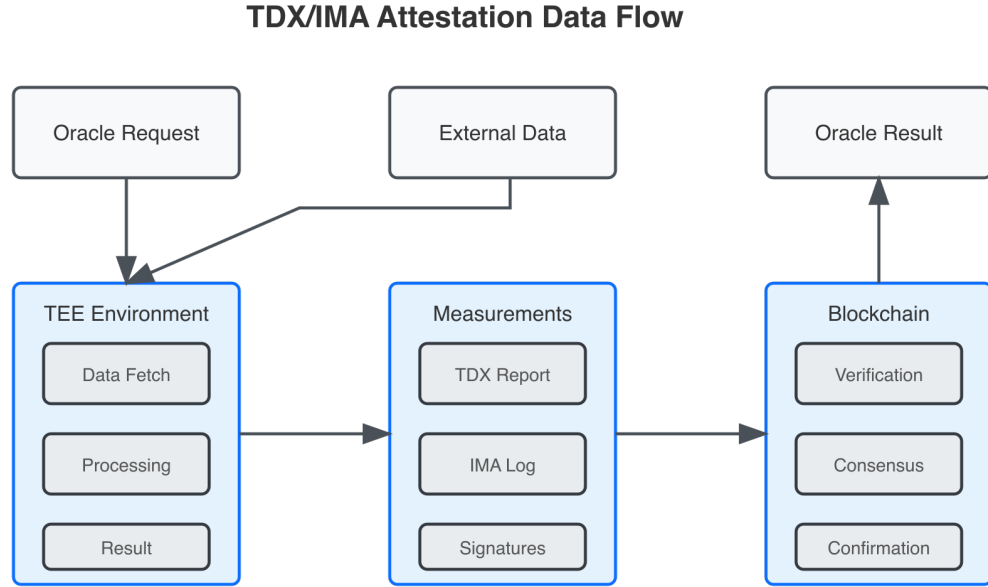 TDX/IMA Attestation Data Flow
Oracle Request
External Data
Oracle Result
TEE Environment
Data Fetch
Processing
Result
Measurements
TDX Report
IMA Log
Signatures
Blockchain
Verification
Consensus
Confirmation